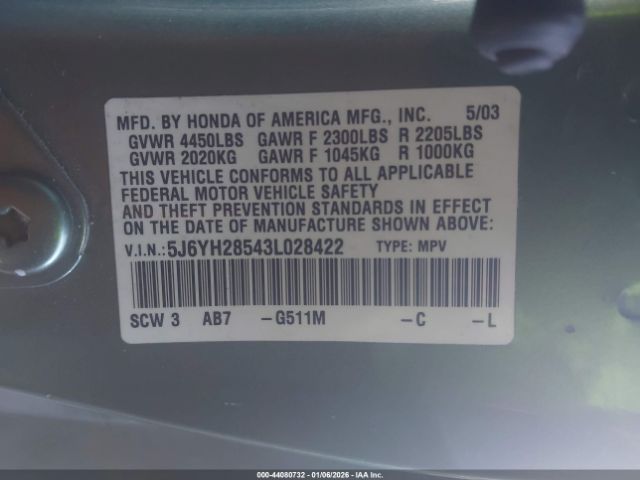 MFD. BY HONDA OF AMERICA MFG., INC. 5/03
GVWR 4450LBS GAWR F 2300LBS R 2205LBS
GVWR 2020KG GAWR F 1045KG R 1000KG
THIS VEHICLE CONFORMS TO ALL APPLICABLE
FEDERAL MOTOR VEHICLE SAFETY
AND THEFT PREVENTION STANDARDS IN EFFECT
ON THE DATE OF MANUFACTURE SHOWN ABOVE:
V.I.N.: 5J6YH28543L028422 TYPE: MPV
SCW 3 AB7 -G511M -C -L
000-44080732 - 01/06/2026 - IAAI.COM